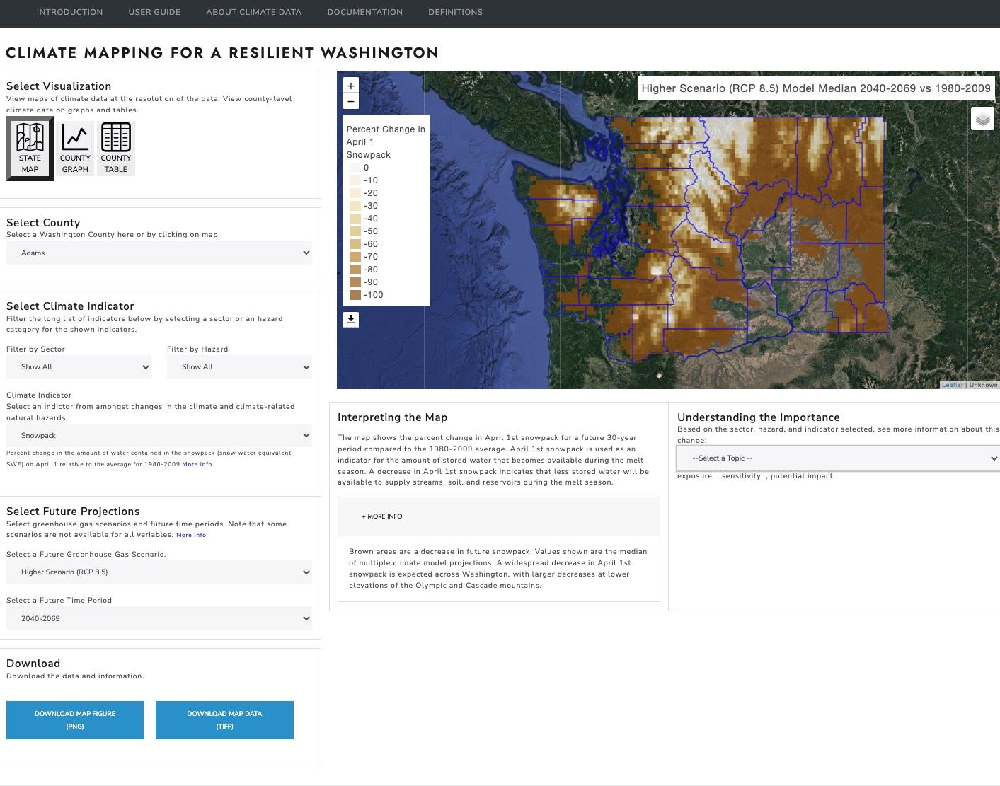 INTRODUCTION
USER GUIDE
ABOUT CLIMATE DATA
DOCUMENTATION
DEFINITIONS
CLIMATE MAPPING FOR A RESILIENT WASHINGTON
Select Visualization
View maps of climate data at the resolution of the data. View county-level
climate data on graphs and tables.
STATE
MAP
COUNTY
GRAPH
COUNTY
TABLE
Select County
Select a Washington County here or by clicking on map.
Adams
Select Climate Indicator
Filter the long list of indicators below by selecting a sector or an hazard
category for the shown indicators.
Filter by Sector
Show All
Filter by Hazard
Show All
Climate Indicator
Select an indictor from amongst changes in the climate and climate-related
natural hazards.
Snowpack
Percent change in the amount of water contained in the snowpack (snow water equivalent,
SWE) on April 1 relative to the average for 1980-2009 More Info
Select Future Projections
Select greenhouse gas scenarios and future time periods. Note that some
scenarios are not available for all variables. More Info
Select a Future Greenhouse Gas Scenario.
Higher Scenario (RCP 8.5)
Select a Future Time Period
2040-2069
Download
Download the data and information.
DOWNLOAD MAP FIGURE
(PNG)
DOWNLOAD MAP DATA
(TIFF)
+
−
Higher Scenario (RCP 8.5) Model Median 2040-2069 vs 1980-2009
Percent Change in
April 1
Snowpack
0
-10
-20
-30
-40
-50
-60
-70
-80
-90
-100
Leaflet | Unknown
Interpreting the Map
The map shows the percent change in April 1st snowpack for a future 30-year
period compared to the 1980-2009 average. April 1st snowpack is used as an
indicator for the amount of stored water that becomes available during the melt
season. A decrease in April 1st snowpack indicates that less stored water will be
available to supply streams, soil, and reservoirs during the melt season.
+ MORE INFO
Brown areas are a decrease in future snowpack. Values shown are the median
of multiple climate model projections. A widespread decrease in April 1st
snowpack is expected across Washington, with larger decreases at lower
elevations of the Olympic and Cascade mountains.
Understanding the Importance
Based on the sector, hazard, and indicator selected, see more information about this
change:
--Select a Topic --
exposure , sensitivity , potential impact